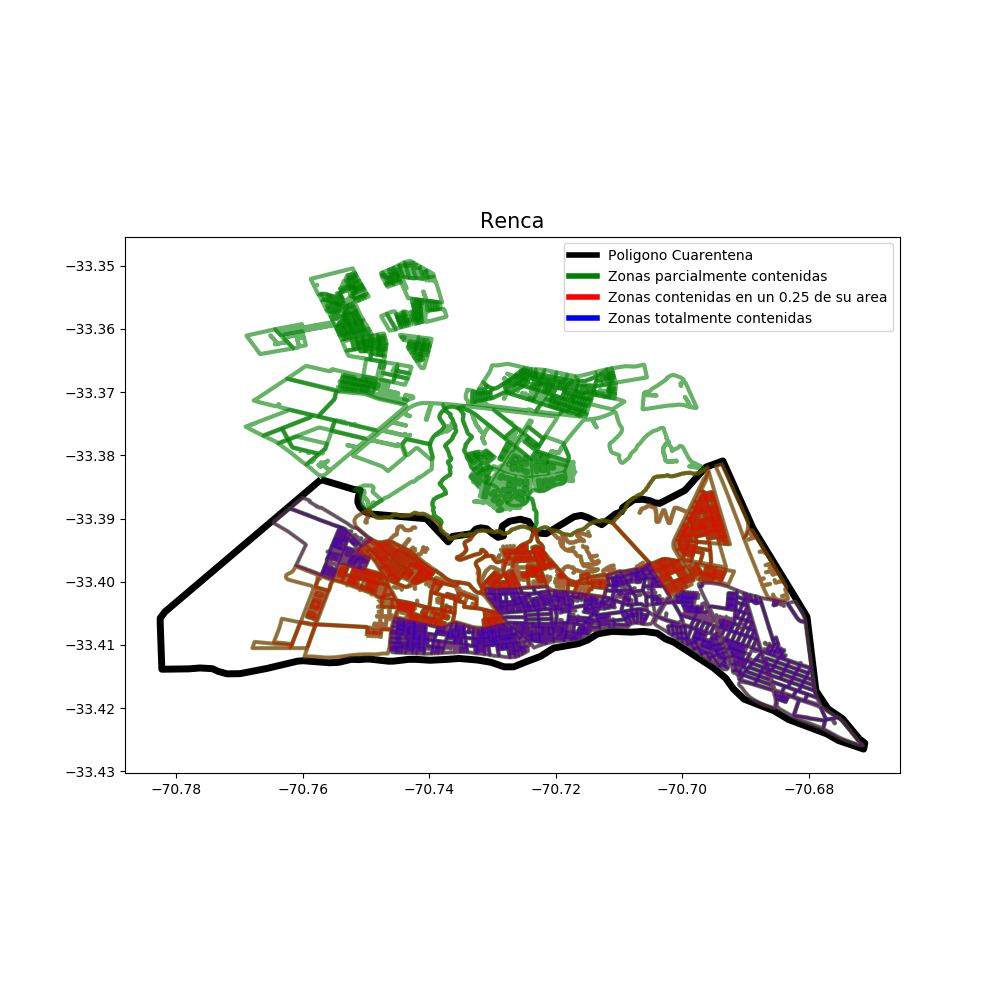 Renca
Poligono Cuarentena
Zonas parcialmente contenidas
Zonas contenidas en un 0.25 de su area
Zonas totalmente contenidas
−33.35
−33.36
−33.37
−33.38
−33.39
−33.40
−33.41
−33.42
−33.43
−70.78 −70.76 −70.74 −70.72 −70.70 −70.68